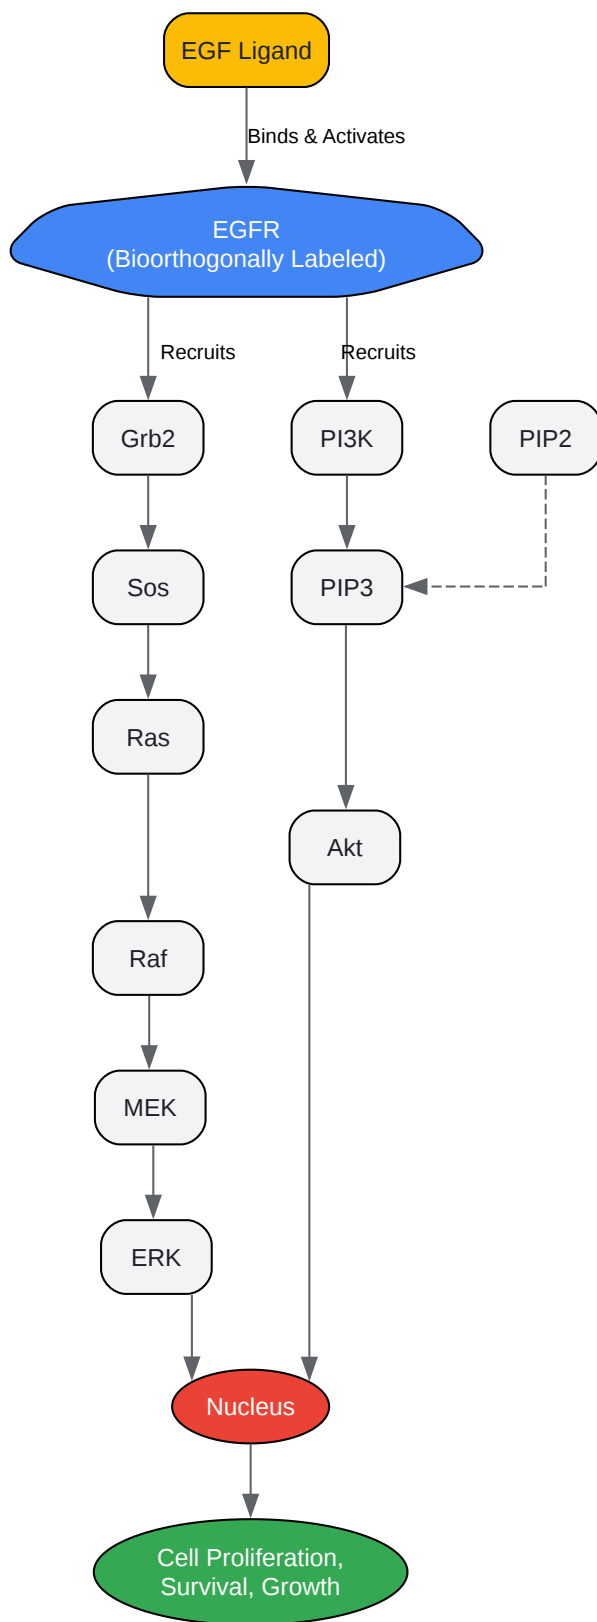 EGF Ligand
Binds & Activates
EGFR
(Bioorthogonally Labeled)
Recruits
Recruits
Grb2
PI3K
PIP2
Sos
PIP3
Ras
Akt
Raf
MEK
ERK
Nucleus
Cell Proliferation,
Survival, Growth